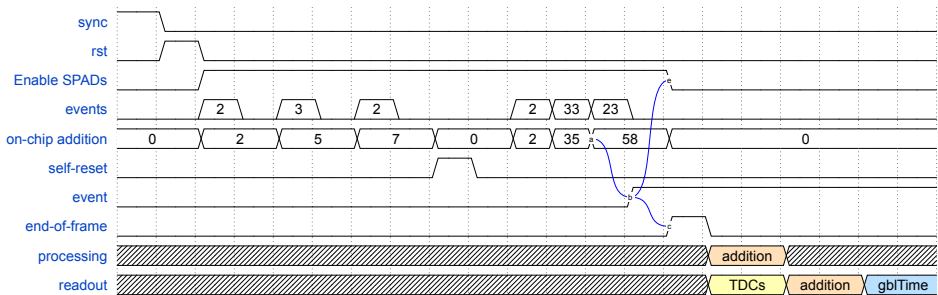 sync
rst
Enable SPADs
e
events 2 3 2 2 33 23
on-chip addition 0 2 5 7 0 2 35 a 58 0
self-reset
event b
end-of-frame c
processing addition
readout TDCs addition gblTime